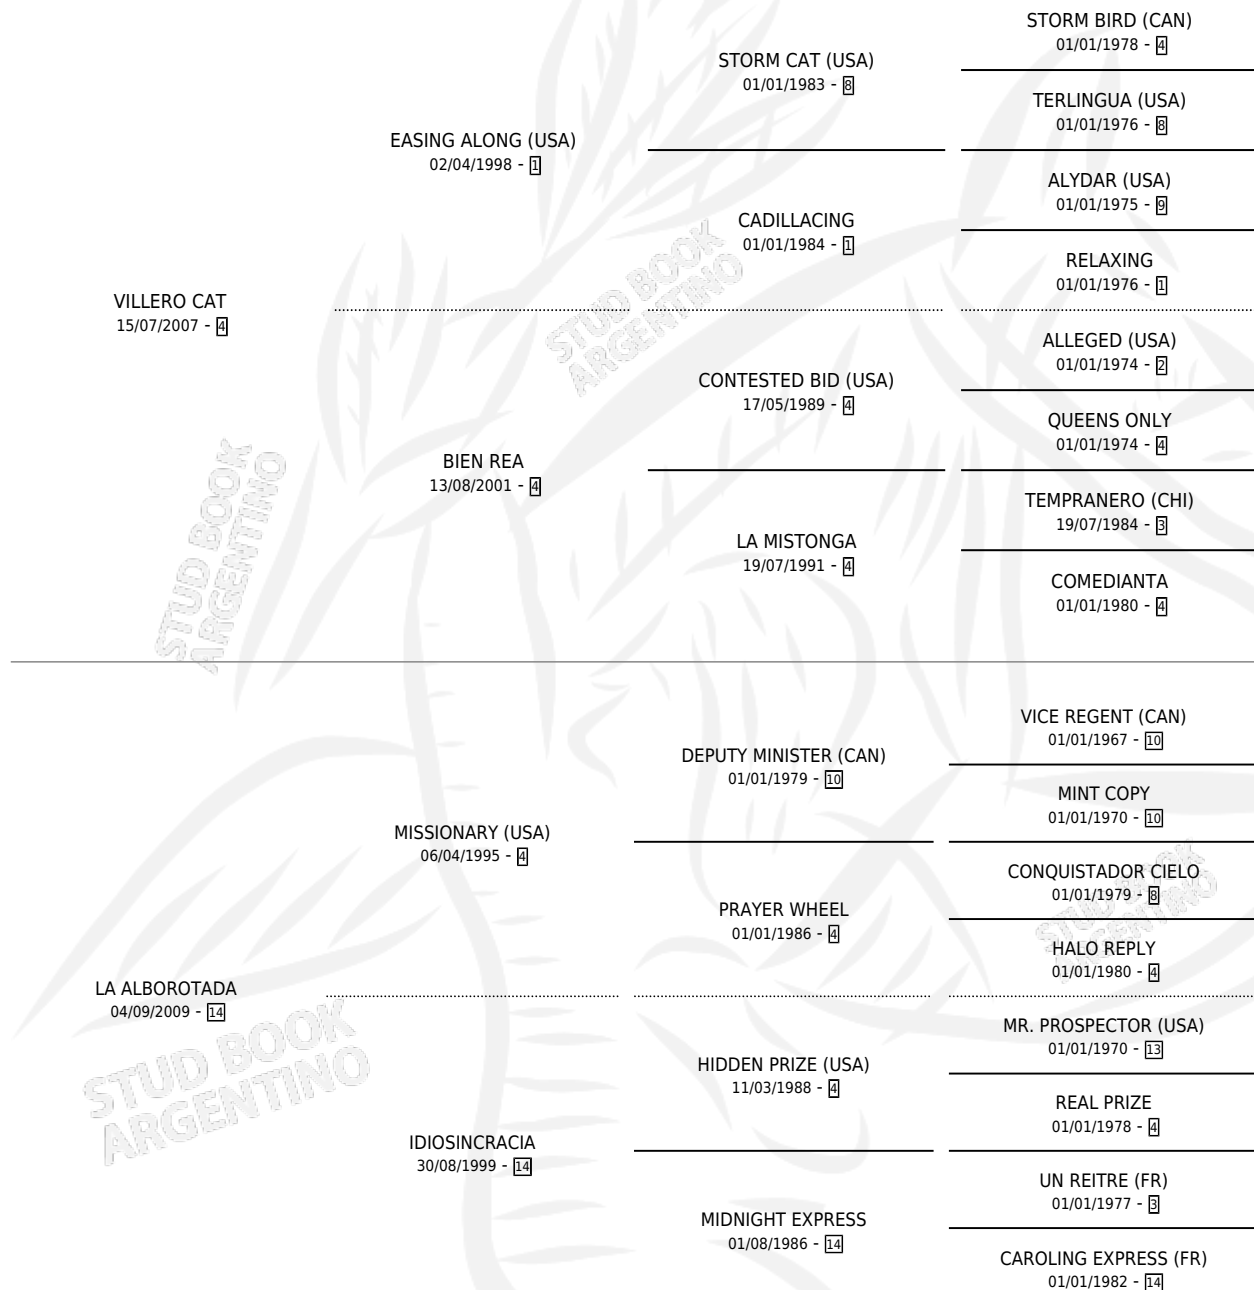 STORM BIRD (CAN)
01/01/1978 - 4
STORM CAT (USA)
01/01/1983 - 8
TERLINGUA (USA)
01/01/1976 - 8
EASING ALONG (USA)
02/04/1998 - 1
ALYDAR (USA)
01/01/1975 - 9
CADILLACING
01/01/1984 - 1
RELAXING
01/01/1976 - 1
VILLERO CAT
15/07/2007 - 4
ALLEGED (USA)
01/01/1974 - 2
CONTESTED BID (USA)
17/05/1989 - 4
QUEENS ONLY
01/01/1974 - 4
BIEN REA
13/08/2001 - 4
TEMPRANERO (CHI)
19/07/1984 - 3
LA MISTONGA
19/07/1991 - 4
COMEDIANTA
01/01/1980 - 4
VICE REGENT (CAN)
01/01/1967 - 10
DEPUTY MINISTER (CAN)
01/01/1979 - 10
MINT COPY
01/01/1970 - 10
MISSIONARY (USA)
06/04/1995 - 4
CONQUISTADOR CIELO
01/01/1979 - 8
PRAYER WHEEL
01/01/1986 - 4
HALO REPLY
01/01/1980 - 4
LA ALBOROTADA
04/09/2009 - 14
MR. PROSPECTOR (USA)
01/01/1970 - 13
HIDDEN PRIZE (USA)
11/03/1988 - 4
REAL PRIZE
01/01/1978 - 4
IDIOSINCRACIA
30/08/1999 - 14
UN REITRE (FR)
01/01/1977 - 3
MIDNIGHT EXPRESS
01/08/1986 - 14
CAROLING EXPRESS (FR)
01/01/1982 - 14
STUD BOOK
ARGENTINO
STUD BOOK
ARGENTINO
STUD BOOK
ARGENTINO
STUD BOOK
ARGENTINO